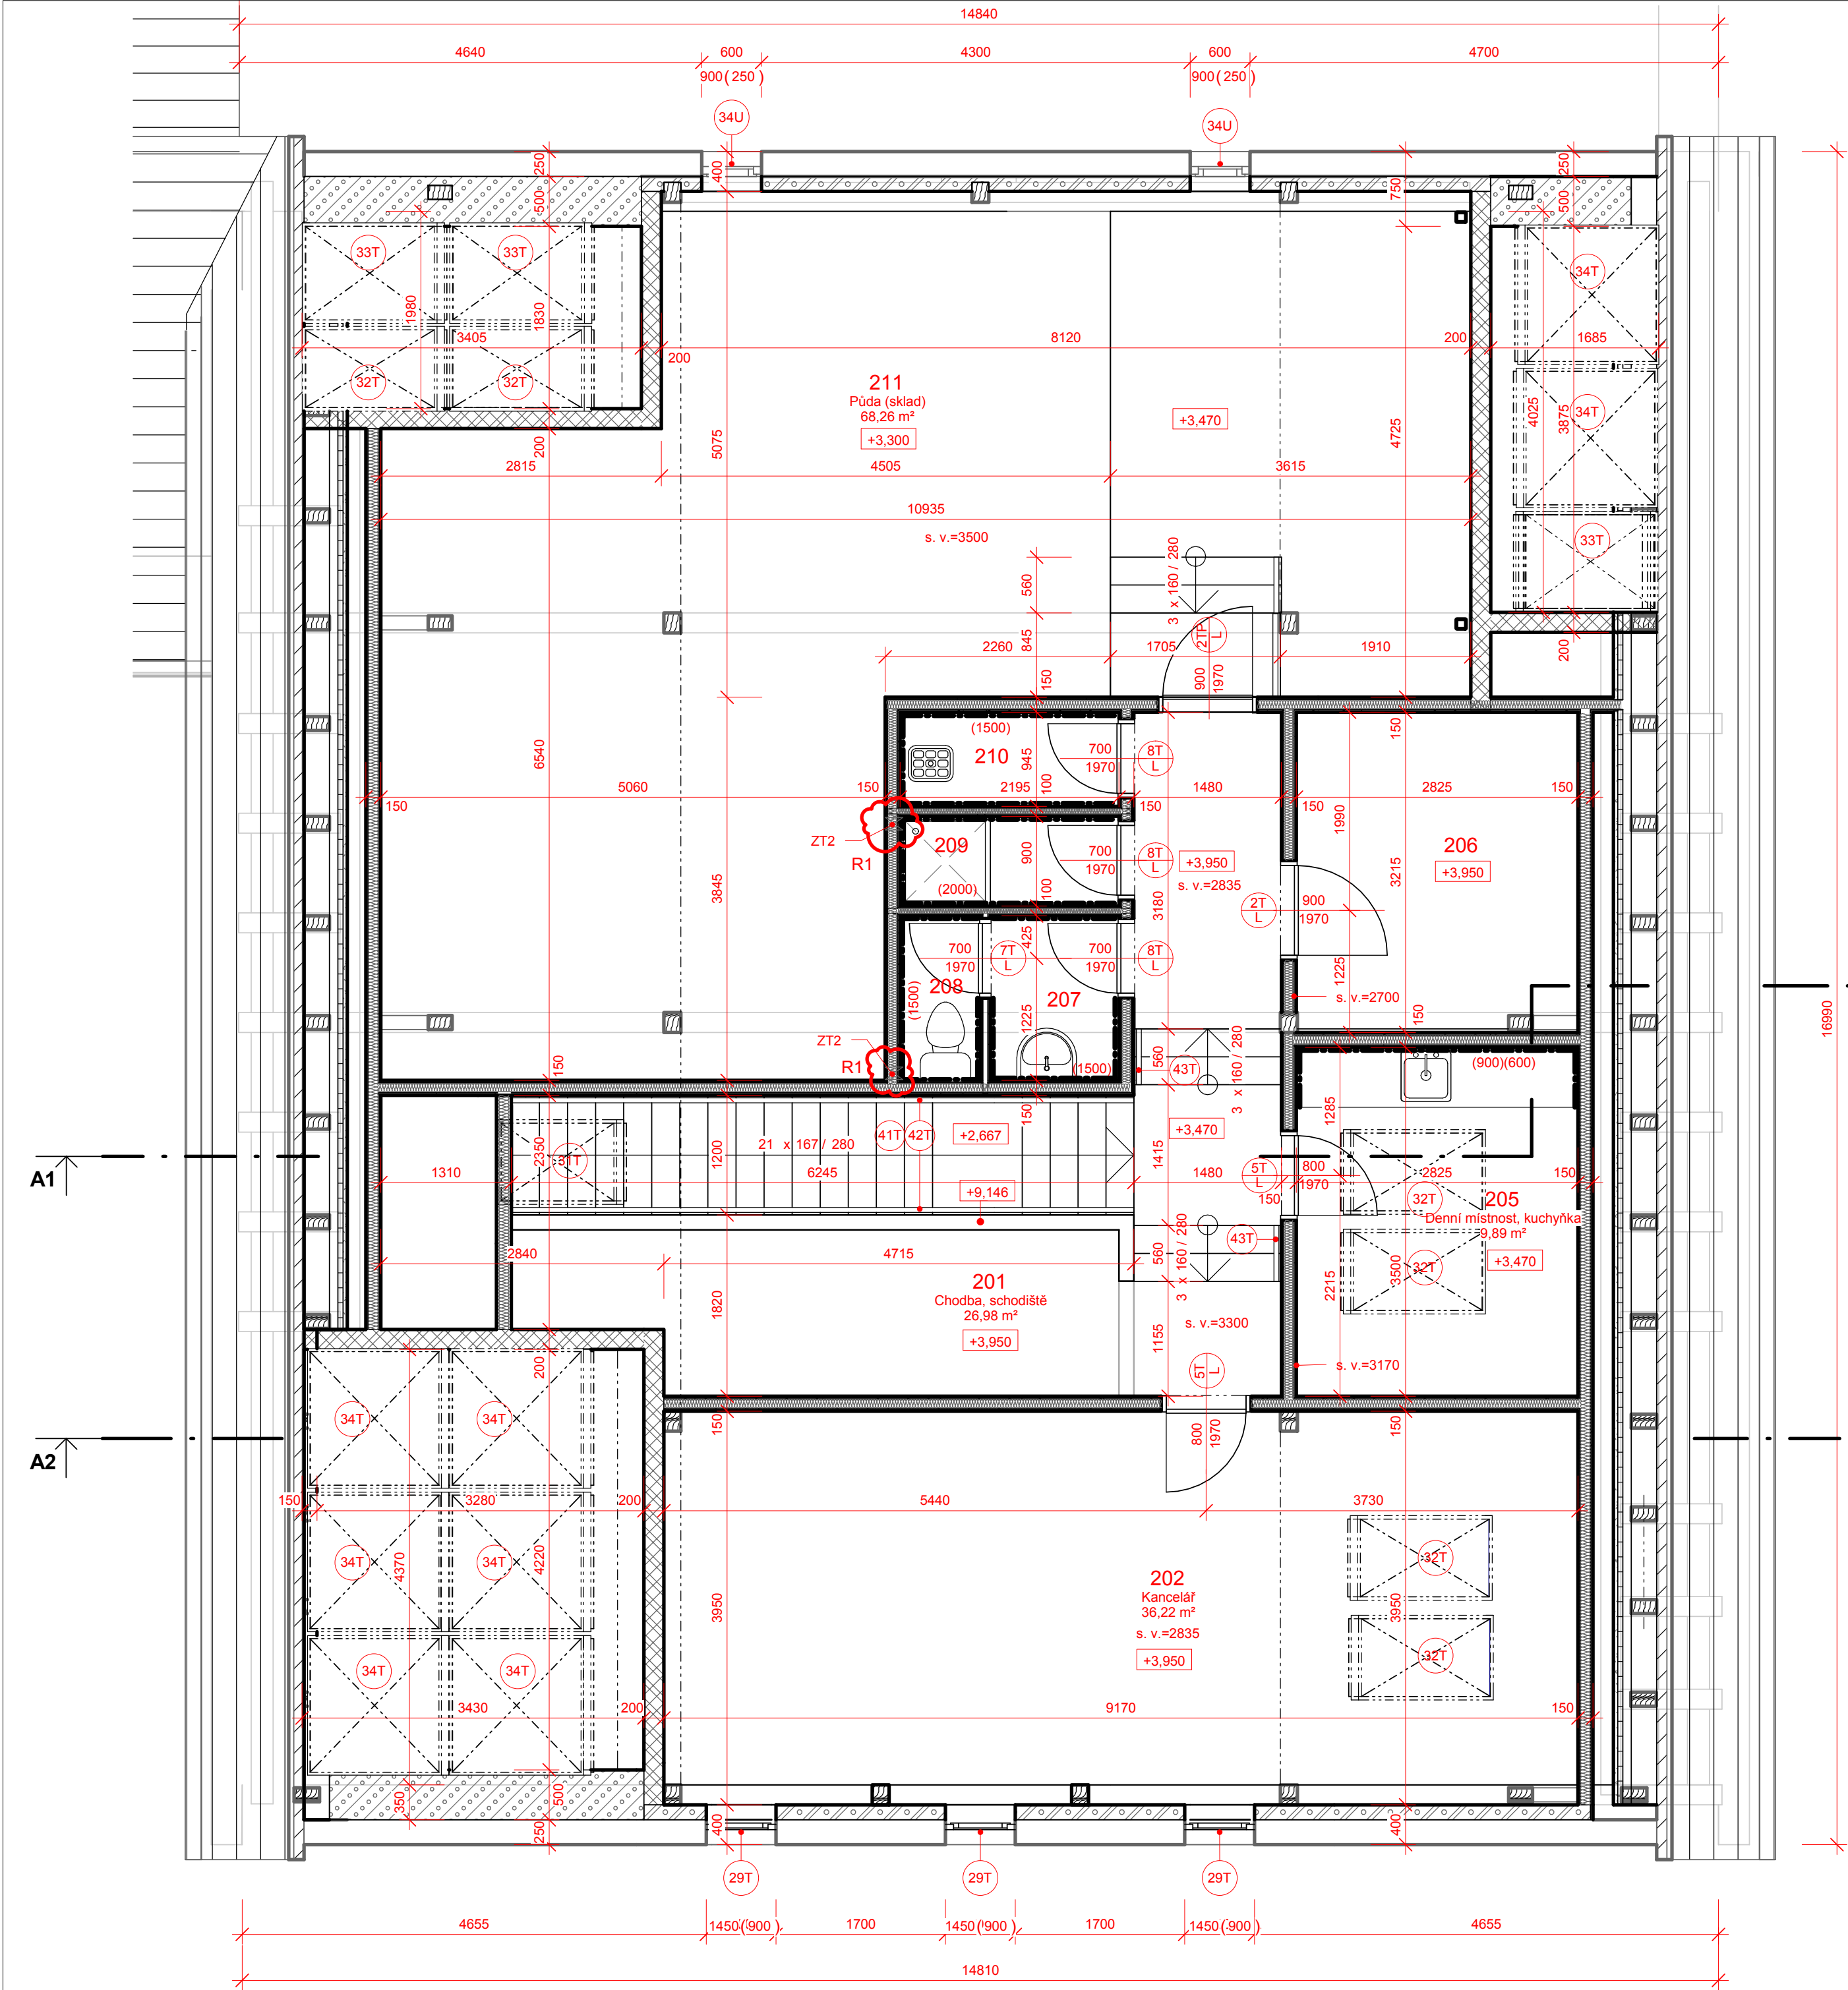 14840
4640
600
4300
600
4700
900(250)
900(250)
34U
34U
250
400
750
250
500
500
33T
33T
34T
1980
1830
3405
200
8120
200
1685
32T
32T
211
Půda (sklad)
68,26 m²
+3,300
+3,470
34T
4025
3875
200
5075
4725
2815
4505
3615
10935
s. v.=3500
33T
560
3 x 160 / 280
845
2TP
L
2260
1705
1910
200
150
900
1970
(1500)
210
945
700
1970
8T
L
150
6540
5060
150
2195
100
1480
2825
150
150
150
150
1990
ZT2
R1
209
900
700
1970
8T
L
+3,950
s. v.=2835
206
+3,950
3845
(2000)
100
3180
3215
2T
L
900
1970
425
700
1970
7T
L
700
1970
8T
L
208
(1500)
207
1225
1225
s. v.=2700
16990
150
ZT2
R1
150
(1500)
560
43T
3 x 160 / 280
(900)(600)
150
1285
21 x 167 / 280
41T
42T
+2,667
+3,470
A1
2350
31T
1200
1415
1310
6245
1480
5T
L
800
1970
150
2825
150
+9,146
32T
205
Denní místnost, kuchyňka
9,89 m²
+3,470
2840
4715
560
3 x 160 / 280
43T
32T
3500
2215
201
Chodba, schodiště
26,98 m²
+3,950
1820
1155
s. v.=3300
200
5T
L
s. v.=3170
34T
34T
150
800
1970
150
A2
150
3280
200
5440
3730
34T
34T
4370
4220
32T
202
Kancelář
36,22 m²
s. v.=2835
+3,950
3950
3950
32T
34T
34T
3430
200
9170
150
350
500
250
400
400
29T
29T
29T
4655
1450(900)
1700
1450(900)
1700
1450(900)
4655
14810